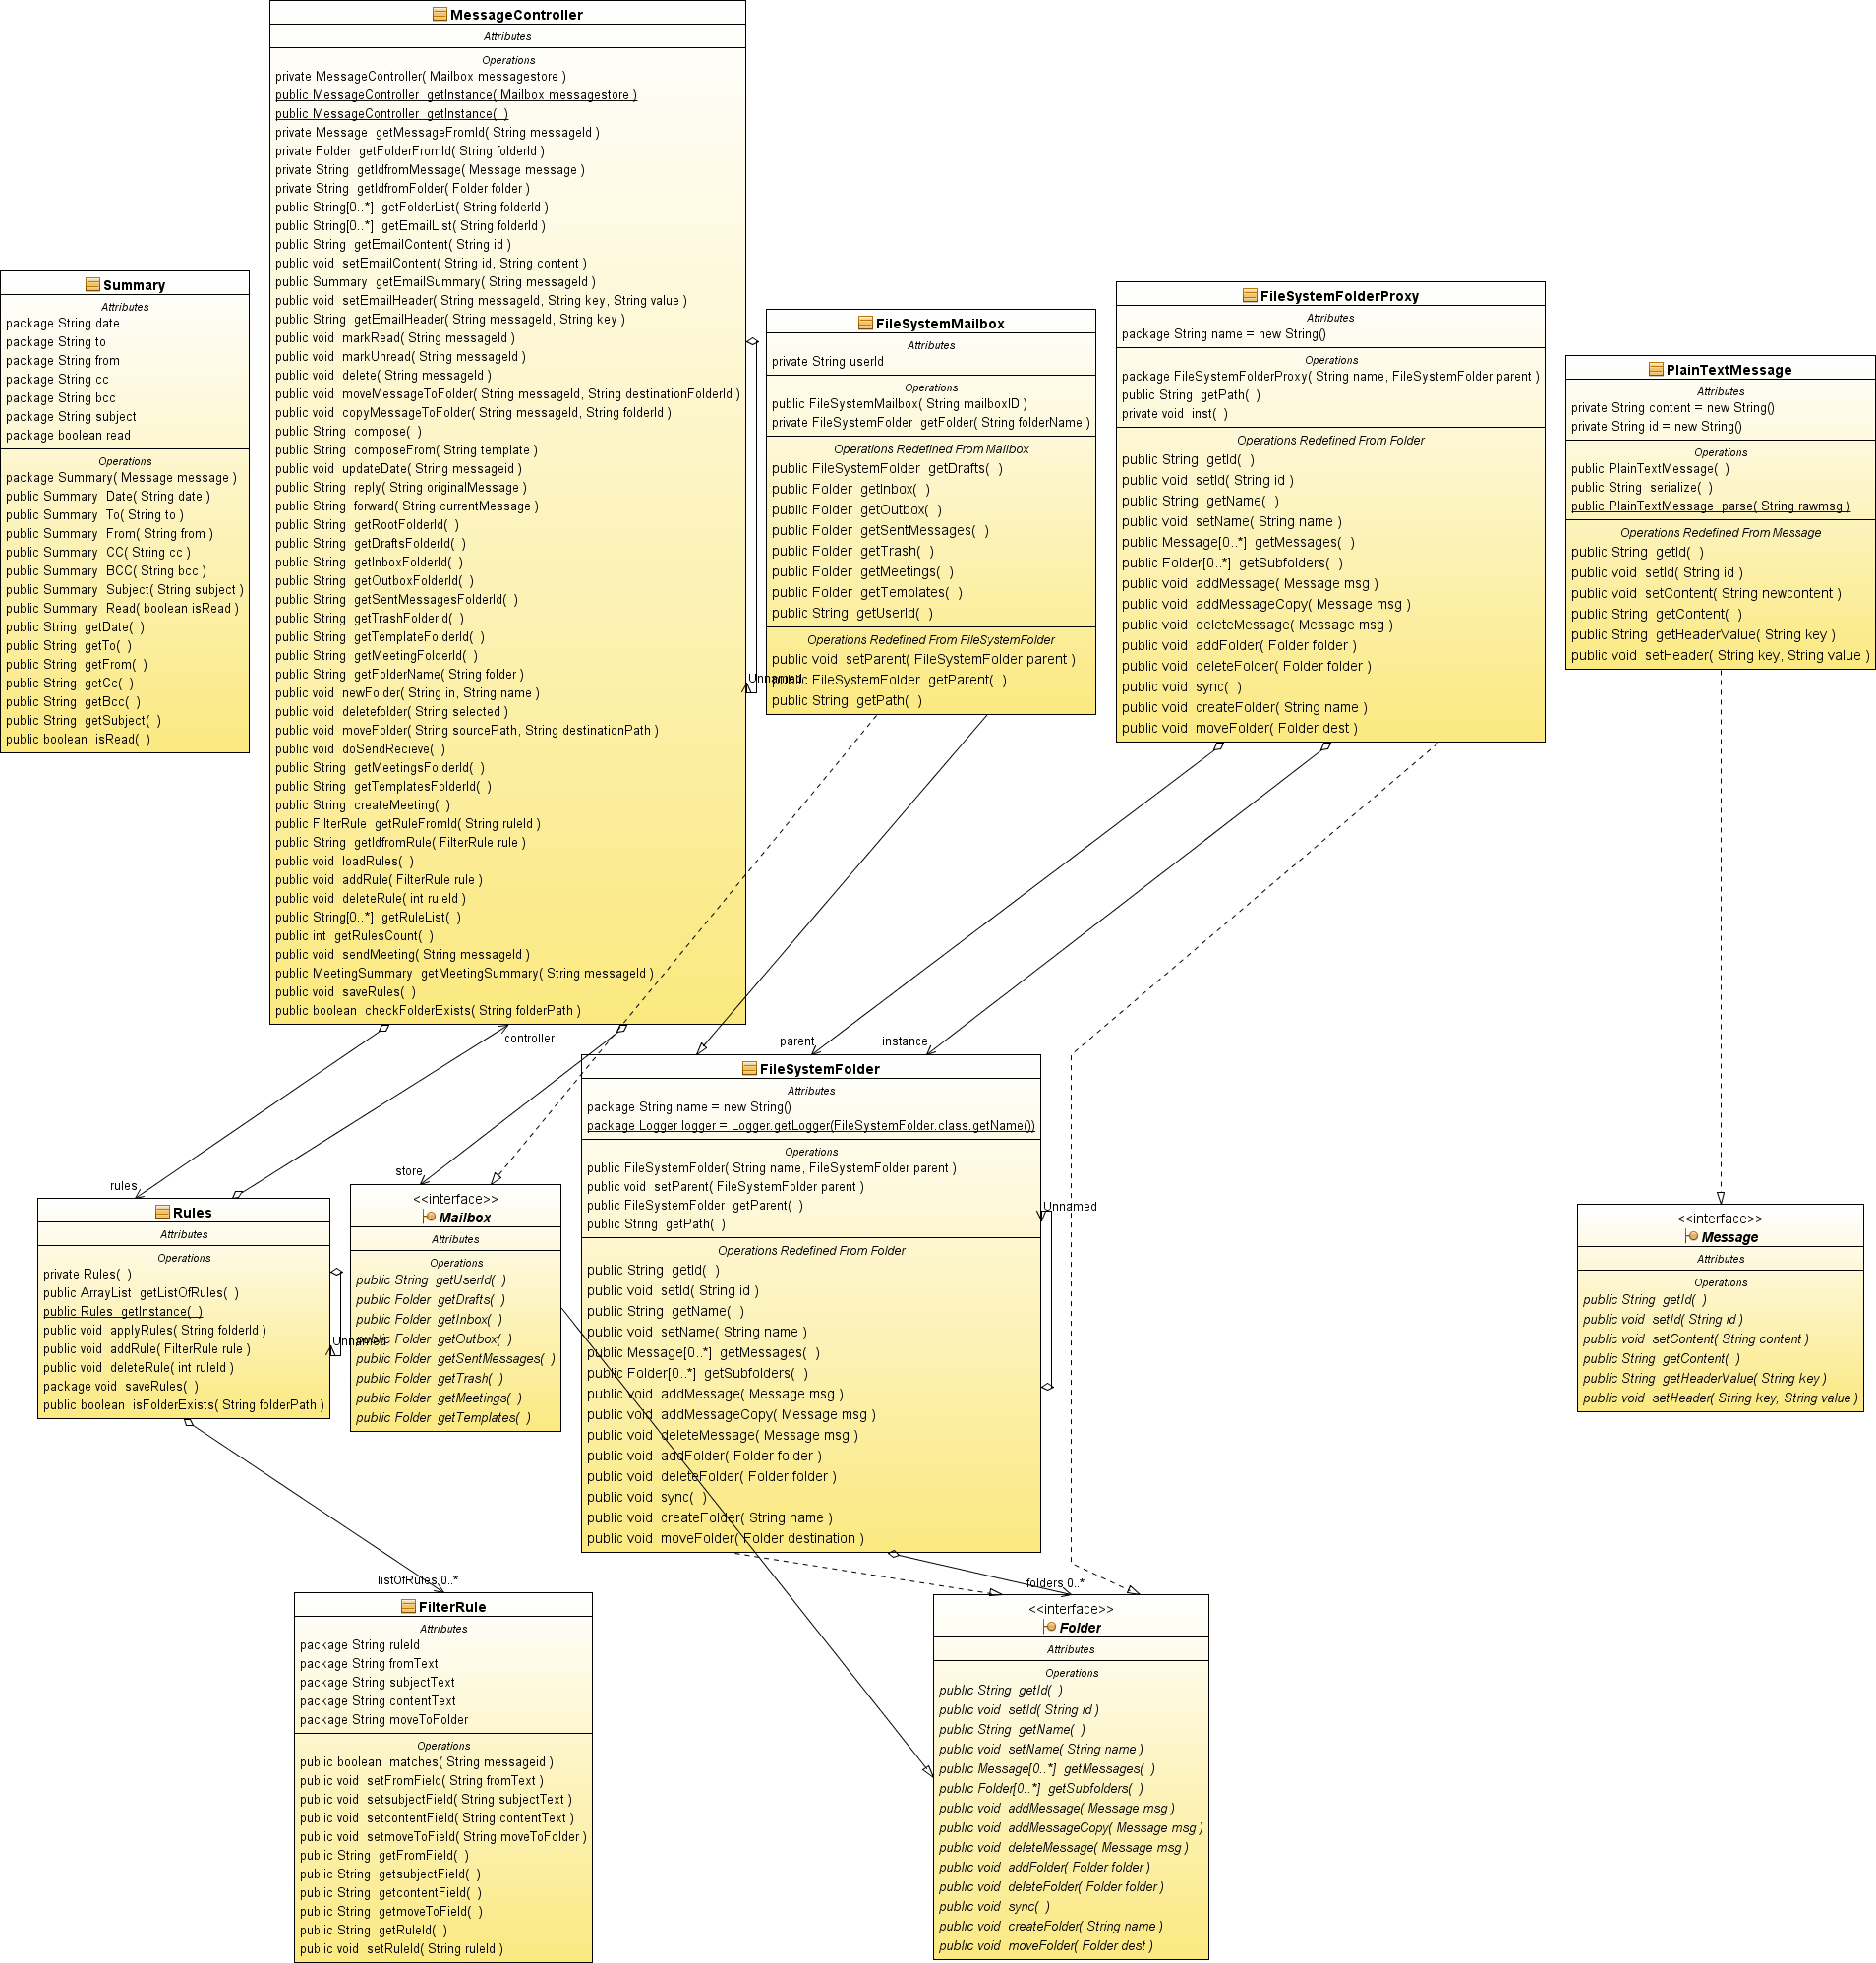 MessageController
Attributes
Operations
private MessageController( Mailbox messagestore )
public MessageController getInstance( Mailbox messagestore )
public MessageController getInstance( )
private Message getMessageFromId( String messageId )
private Folder getFolderFromId( String folderId )
private String getIdfromMessage( Message message )
private String getIdfromFolder( Folder folder )
public String[0..*] getFolderList( String folderId )
public String[0..*] getEmailList( String folderId )
public String getEmailContent( String id )
public void setEmailContent( String id, String content )
public Summary getEmailSummary( String messageId )
public void setEmailHeader( String messageId, String key, String value )
public String getEmailHeader( String messageId, String key )
public void markRead( String messageId )
public void markUnread( String messageId )
public void delete( String messageId )
public void moveMessageToFolder( String messageId, String destinationFolderId )
public void copyMessageToFolder( String messageId, String folderId )
public String compose( )
public String composeFrom( String template )
public void updateDate( String messageid )
public String reply( String originalMessage )
public String forward( String currentMessage )
public String getRootFolderId( )
public String getDraftsFolderId( )
public String getInboxFolderId( )
public String getOutboxFolderId( )
public String getSentMessagesFolderId( )
public String getTrashFolderId( )
public String getTemplateFolderId( )
public String getMeetingFolderId( )
public String getFolderName( String folder )
public void newFolder( String in, String name )
public void deletefolder( String selected )
public void moveFolder( String sourcePath, String destinationPath )
public void doSendRecieve( )
public String getMeetingsFolderId( )
public String getTemplatesFolderId( )
public String createMeeting( )
public FilterRule getRuleFromId( String ruleId )
public String getIdfromRule( FilterRule rule )
public void loadRules( )
public void addRule( FilterRule rule )
public void deleteRule( int ruleId )
public String[0..*] getRuleList( )
public int getRulesCount( )
public void sendMeeting( String messageId )
public MeetingSummary getMeetingSummary( String messageId )
public void saveRules( )
public boolean checkFolderExists( String folderPath )
Summary
Attributes
package String date
package String to
package String from
package String cc
package String bcc
package String subject
package boolean read
Operations
package Summary( Message message )
public Summary Date( String date )
public Summary To( String to )
public Summary From( String from )
public Summary CC( String cc )
public Summary BCC( String bcc )
public Summary Subject( String subject )
public Summary Read( boolean isRead )
public String getDate( )
public String getTo( )
public String getFrom( )
public String getCc( )
public String getBcc( )
public String getSubject( )
public boolean isRead( )
FileSystemMailbox
Attributes
private String userId
Operations
public FileSystemMailbox( String mailboxID )
private FileSystemFolder getFolder( String folderName )
Operations Redefined From Mailbox
public FileSystemFolder getDrafts( )
public Folder getInbox( )
public Folder getOutbox( )
public Folder getSentMessages( )
public Folder getTrash( )
public Folder getMeetings( )
public Folder getTemplates( )
public String getUserId( )
Operations Redefined From FileSystemFolder
public void setParent( FileSystemFolder parent )
public FileSystemFolder getParent( )
public String getPath( )
Unnamed
FileSystemFolderProxy
Attributes
package String name = new String()
Operations
package FileSystemFolderProxy( String name, FileSystemFolder parent )
public String getPath( )
private void inst( )
Operations Redefined From Folder
public String getId( )
public void setId( String id )
public String getName( )
public void setName( String name )
public Message[0..*] getMessages( )
public Folder[0..*] getSubfolders( )
public void addMessage( Message msg )
public void addMessageCopy( Message msg )
public void deleteMessage( Message msg )
public void addFolder( Folder folder )
public void deleteFolder( Folder folder )
public void sync( )
public void createFolder( String name )
public void moveFolder( Folder dest )
PlainTextMessage
Attributes
private String content = new String()
private String id = new String()
Operations
public PlainTextMessage( )
public String serialize( )
public PlainTextMessage parse( String rawmsg )
Operations Redefined From Message
public String getId( )
public void setId( String id )
public void setContent( String newcontent )
public String getContent( )
public String getHeaderValue( String key )
public void setHeader( String key, String value )
controller
parent
instance
rules
store
FileSystemFolder
Attributes
package String name = new String()
package Logger logger = Logger.getLogger(FileSystemFolder.class.getName())
Operations
public FileSystemFolder( String name, FileSystemFolder parent )
public void setParent( FileSystemFolder parent )
public FileSystemFolder getParent( )
public String getPath( )
Operations Redefined From Folder
public String getId( )
public void setId( String id )
public String getName( )
public void setName( String name )
public Message[0..*] getMessages( )
public Folder[0..*] getSubfolders( )
public void addMessage( Message msg )
public void addMessageCopy( Message msg )
public void deleteMessage( Message msg )
public void addFolder( Folder folder )
public void deleteFolder( Folder folder )
public void sync( )
public void createFolder( String name )
public void moveFolder( Folder destination )
Unnamed
Rules
Attributes
Operations
private Rules( )
public ArrayList getListOfRules( )
public Rules getInstance( )
public void applyRules( String folderId )
public void addRule( FilterRule rule )
public void deleteRule( int ruleId )
package void saveRules( )
public boolean isFolderExists( String folderPath )
Unnamed
<<interface>>
Mailbox
Attributes
Operations
public String getUserId( )
public Folder getDrafts( )
public Folder getInbox( )
public Folder getOutbox( )
public Folder getSentMessages( )
public Folder getTrash( )
public Folder getMeetings( )
public Folder getTemplates( )
<<interface>>
Message
Attributes
Operations
public String getId( )
public void setId( String id )
public void setContent( String content )
public String getContent( )
public String getHeaderValue( String key )
public void setHeader( String key, String value )
listOfRules 0..*
FilterRule
Attributes
package String ruleId
package String fromText
package String subjectText
package String contentText
package String moveToFolder
Operations
public boolean matches( String messageid )
public void setFromField( String fromText )
public void setsubjectField( String subjectText )
public void setcontentField( String contentText )
public void setmoveToField( String moveToFolder )
public String getFromField( )
public String getsubjectField( )
public String getcontentField( )
public String getmoveToField( )
public String getRuleId( )
public void setRuleId( String ruleId )
folders 0..*
<<interface>>
Folder
Attributes
Operations
public String getId( )
public void setId( String id )
public String getName( )
public void setName( String name )
public Message[0..*] getMessages( )
public Folder[0..*] getSubfolders( )
public void addMessage( Message msg )
public void addMessageCopy( Message msg )
public void deleteMessage( Message msg )
public void addFolder( Folder folder )
public void deleteFolder( Folder folder )
public void sync( )
public void createFolder( String name )
public void moveFolder( Folder dest )